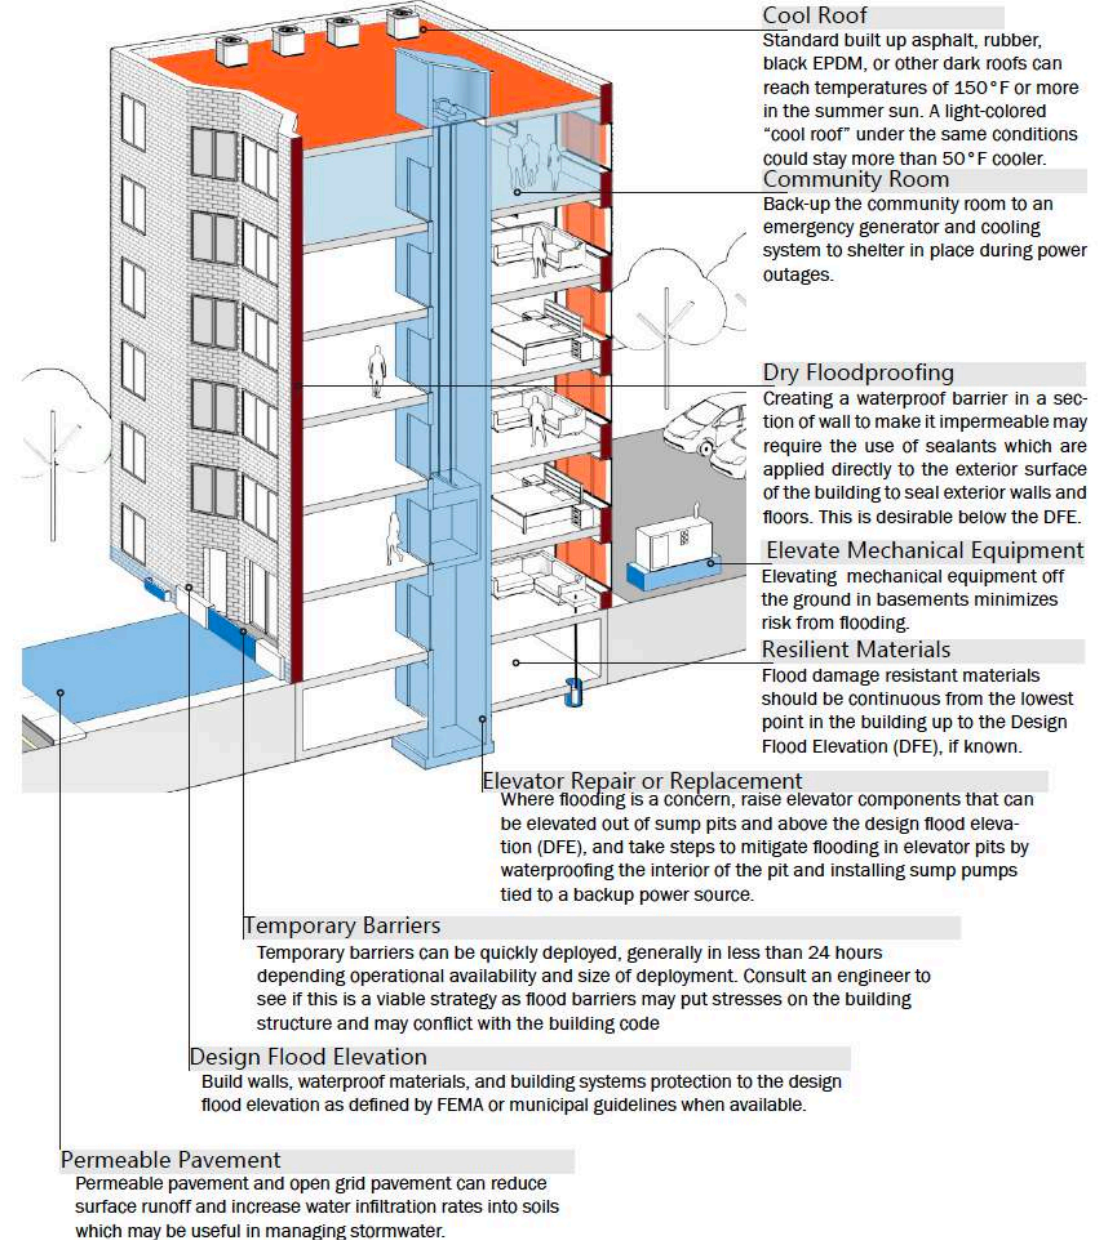 Cool Roof
Standard built up asphalt, rubber,
black EPDM, or other dark roofs can
reach temperatures of 150°F or more
in the summer sun. A light-colored
“cool roof” under the same conditions
could stay more than 50°F cooler.
Community Room
Back-up the community room to an
emergency generator and cooling
system to shelter in place during power
outages.
Dry Floodproofing
Creating a waterproof barrier in a sec-
tion of wall to make it impermeable may
require the use of sealants which are
applied directly to the exterior surface
of the building to seal exterior walls and
floors. This is desirable below the DFE.
Elevate Mechanical Equipment
Elevating mechanical equipment off
the ground in basements minimizes
risk from flooding.
Resilient Materials
Flood damage resistant materials
should be continuous from the lowest
point in the building up to the Design
Flood Elevation (DFE), if known.
Elevator Repair or Replacement
Where flooding is a concern, raise elevator components that can
be elevated out of sump pits and above the design flood eleva-
tion (DFE), and take steps to mitigate flooding in elevator pits by
waterproofing the interior of the pit and installing sump pumps
tied to a backup power source.
Temporary Barriers
Temporary barriers can be quickly deployed, generally in less than 24 hours
depending operational availability and size of deployment. Consult an engineer to
see if this is a viable strategy as flood barriers may put stresses on the building
structure and may conflict with the building code
Design Flood Elevation
Build walls, waterproof materials, and building systems protection to the design
flood elevation as defined by FEMA or municipal guidelines when available.
Permeable Pavement
Permeable pavement and open grid pavement can reduce
surface runoff and increase water infiltration rates into soils
which may be useful in managing stormwater.